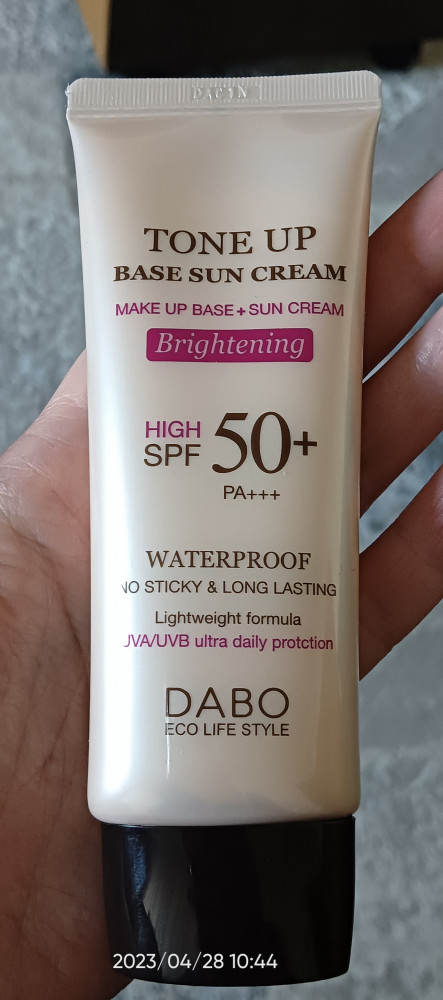 TONE UP
BASE SUN CREAM
MAKE UP BASE + SUN CREAM
Brightening
HIGH
SPF 50+
PA+++
WATERPROOF
NO STICKY & LONG LASTING
Lightweight formula
UVA/UVB ultra daily protction
DABO
ECO LIFE STYLE
2023/04/28 10:44